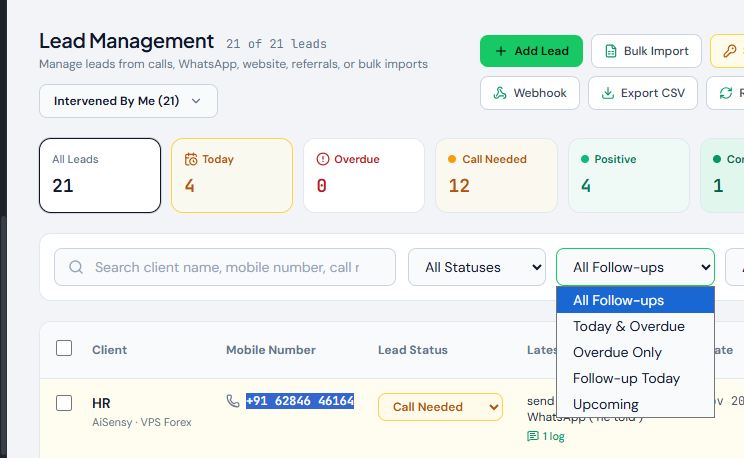 Lead Management 21 of 21 leads
Manage leads from calls, WhatsApp, website, referrals, or bulk imports
Add Lead
Bulk Import
Intervened By Me (21)
Webhook
Export CSV
All Leads
21
Today
4
Overdue
0
Call Needed
12
Positive
4
1
Search client name, mobile number, call
All Statuses
All Follow-ups
All Follow-ups
Today & Overdue
Overdue Only
Follow-up Today
Upcoming
Client
Mobile Number
Lead Status
HR
AiSensy · VPS Forex
+91 62846 46164
Call Needed
send
WhatsApp
1 log